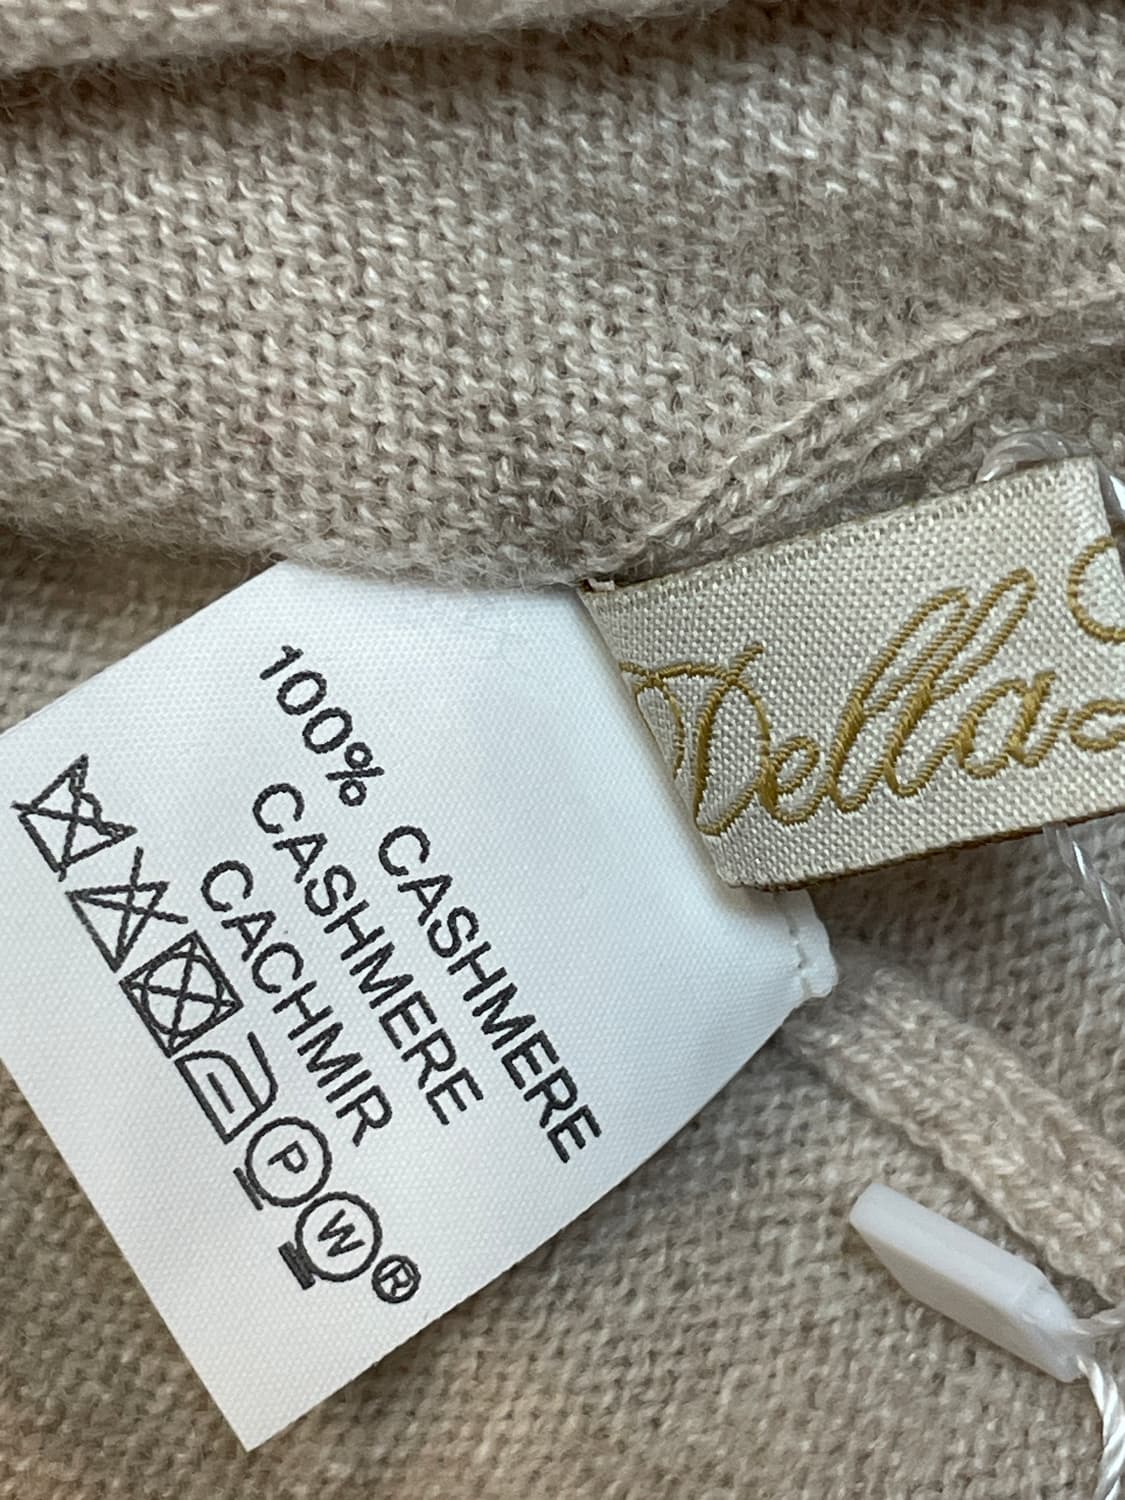 100% CASHMERE
CASHMERE
CACHMIR
P W ®
Della